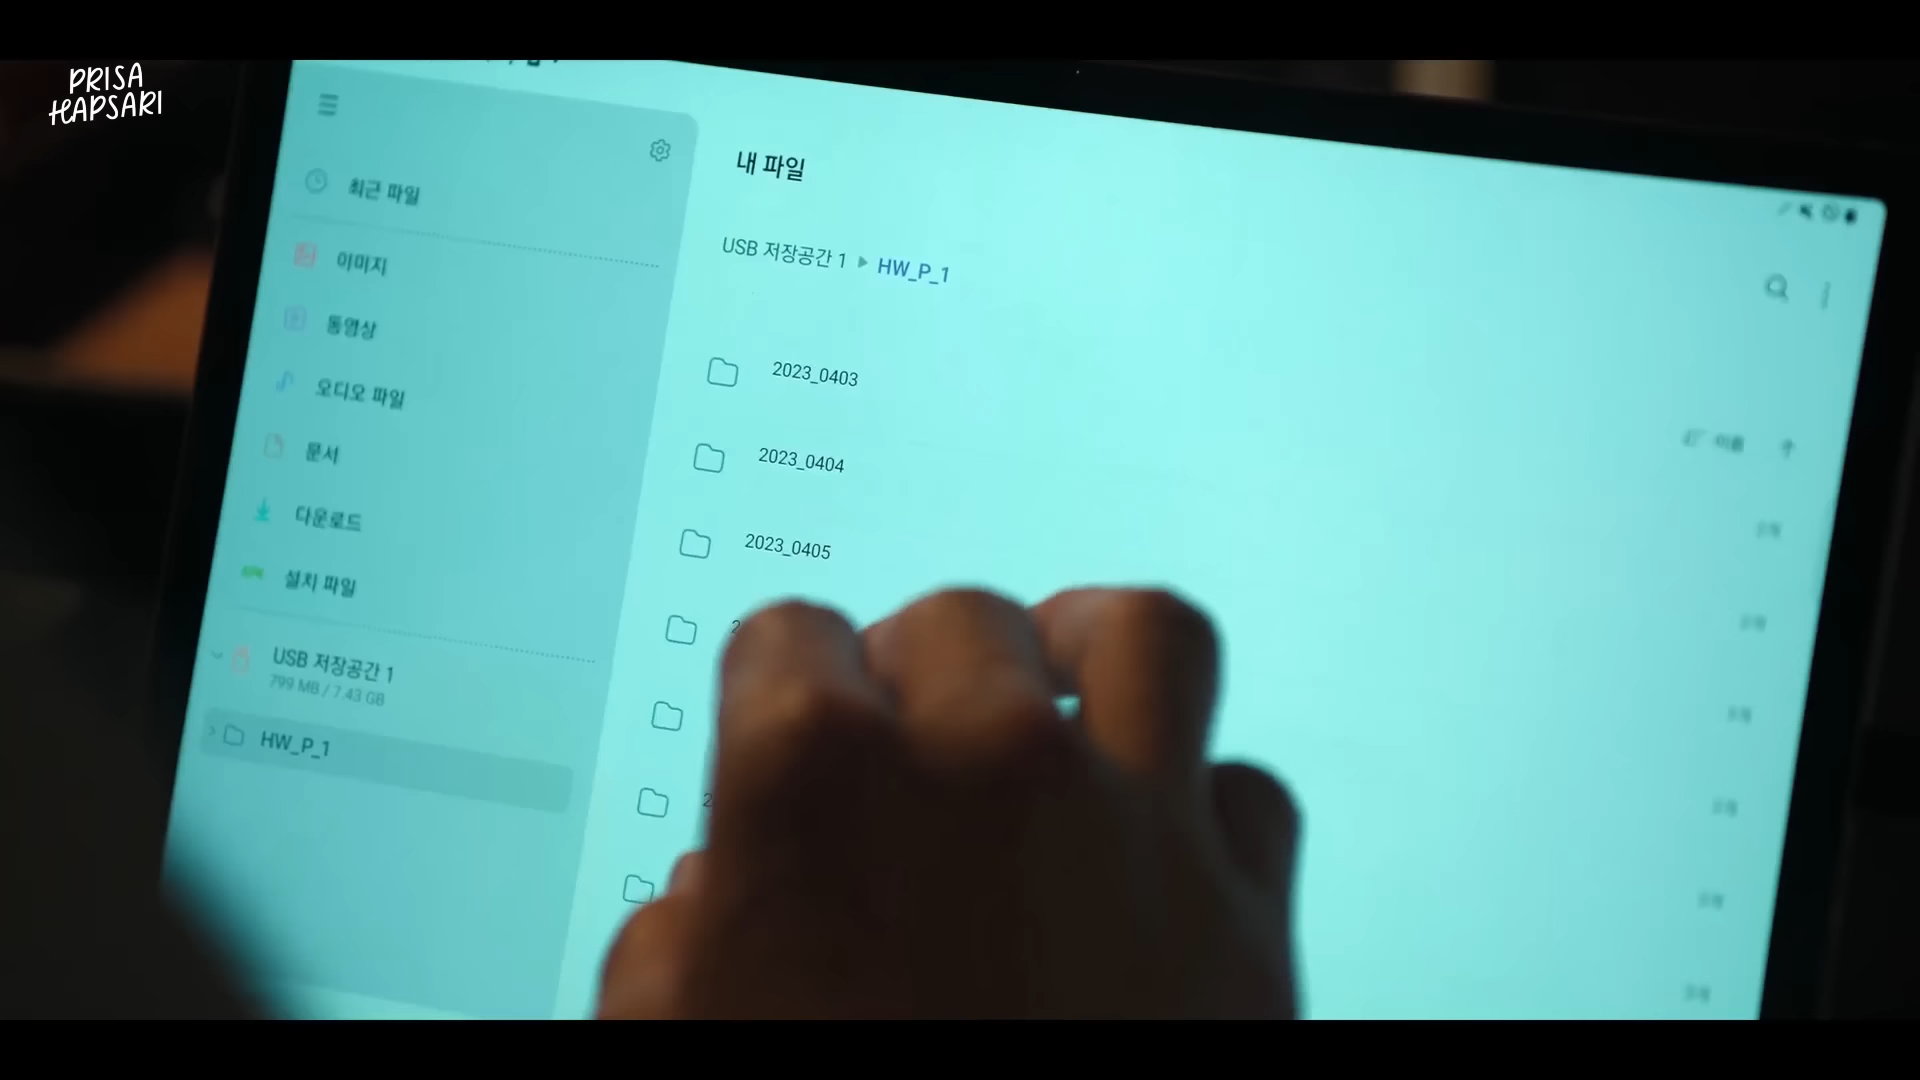 PRISA
HAPSARI
최근 파일
이미지
동영상
오디오 파일
문서
다운로드
설치 파일
USB 저장공간 1
799 MB / 7.43 GB
HW_P_1
내 파일
USB 저장공간 1 ▶ HW_P_1
이름
2023_0403
2023_0404
2023_0405